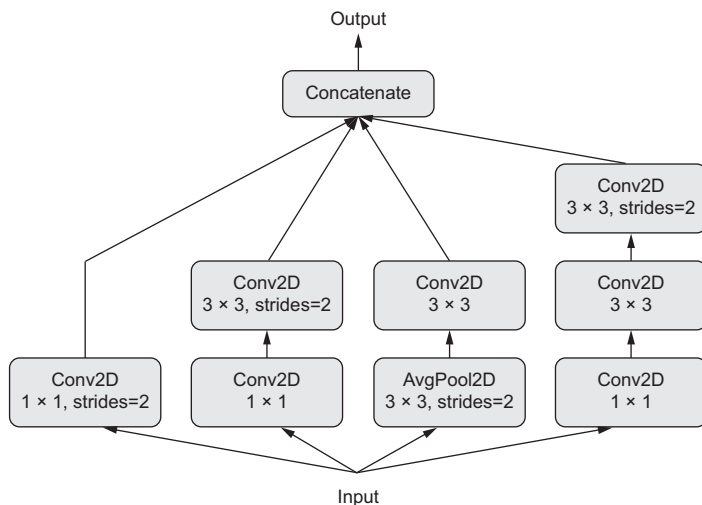 Output
Concatenate
Conv2D
3 × 3, strides=2
Conv2D
3 × 3, strides=2
Conv2D
3 × 3
Conv2D
3 × 3
Conv2D
1 × 1, strides=2
Conv2D
1 × 1
AvgPool2D
3 × 3, strides=2
Conv2D
1 × 1
Input